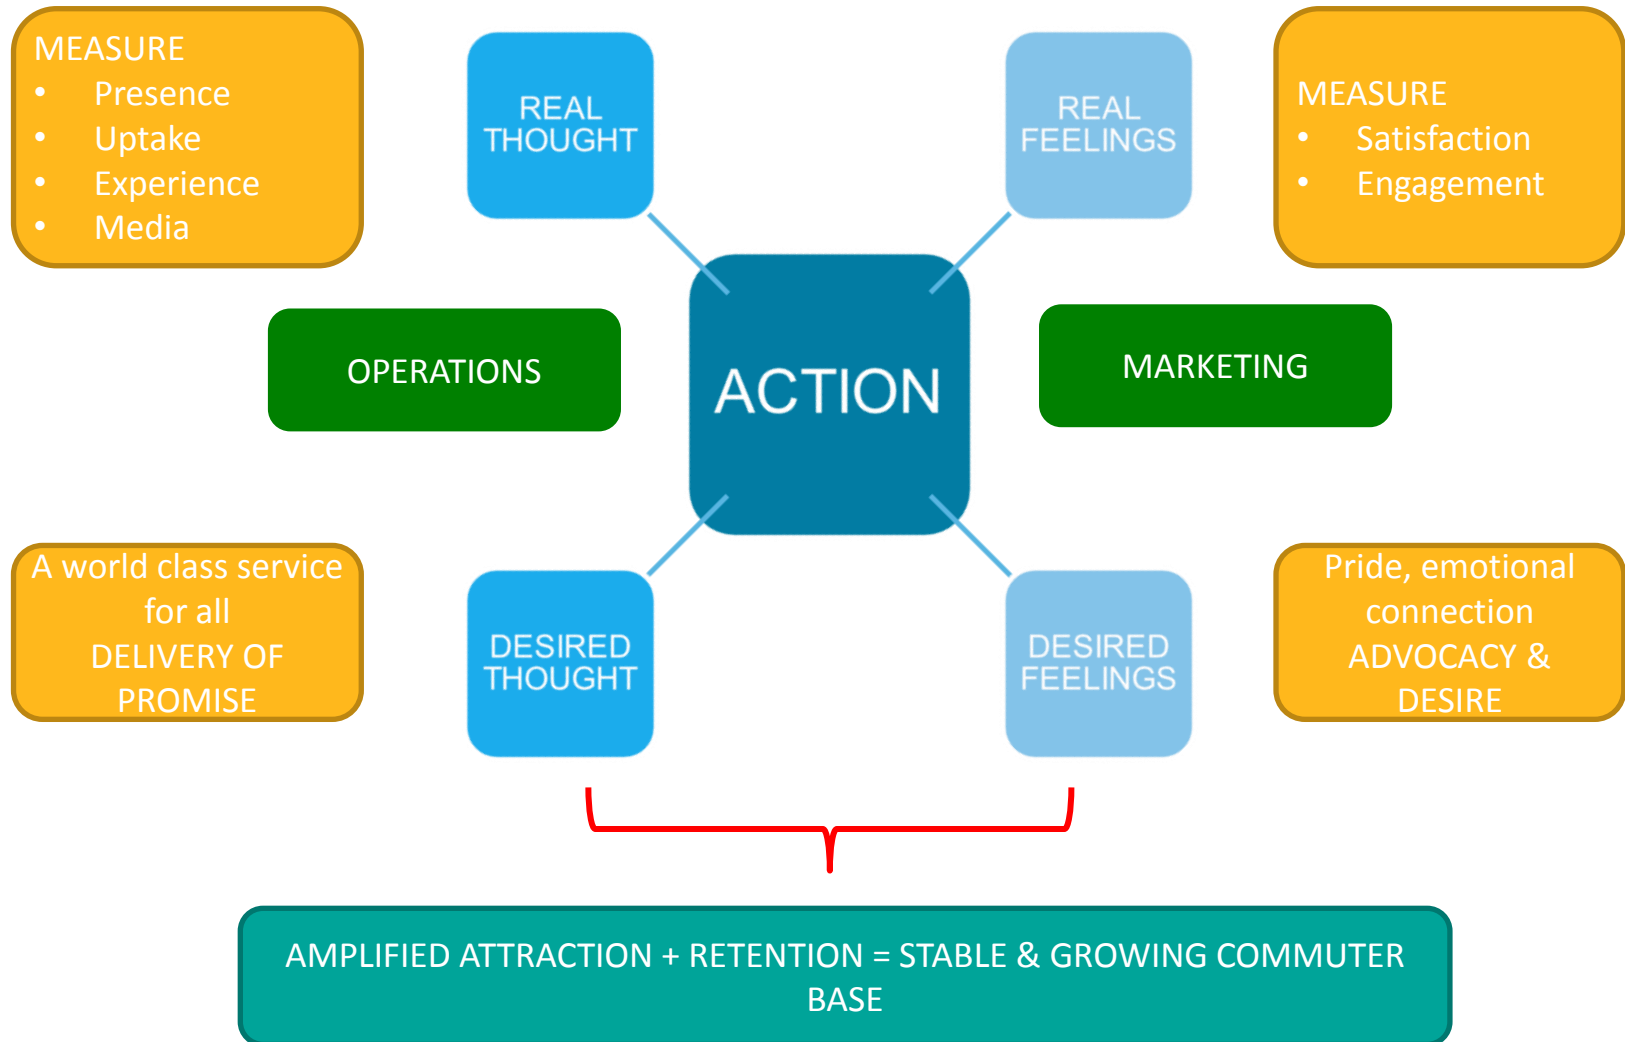 MEASURE
• Presence
• Uptake
• Experience
• Media
REAL
THOUGHT
REAL
FEELINGS
MEASURE
• Satisfaction
• Engagement
OPERATIONS
ACTION
MARKETING
A world class service
for all
DELIVERY OF
PROMISE
DESIRED
THOUGHT
DESIRED
FEELINGS
Pride, emotional
connection
ADVOCACY &
DESIRE
AMPLIFIED ATTRACTION + RETENTION = STABLE & GROWING COMMUTER
BASE